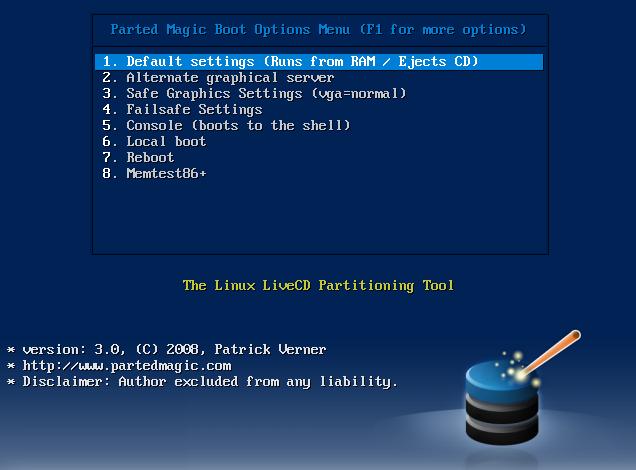 Parted Magic Boot Options Menu (F1 for more options)
1. Default settings (Runs from RAM / Ejects CD)
2. Alternate graphical server
3. Safe Graphics Settings (vga=normal)
4. Failsafe Settings
5. Console (boots to the shell)
6. Local boot
7. Reboot
8. Memtest86+
The Linux LiveCD Partitioning Tool
* version: 3.0, (C) 2008, Patrick Verner
* http://www.partedmagic.com
* Disclaimer: Author excluded from any liability.